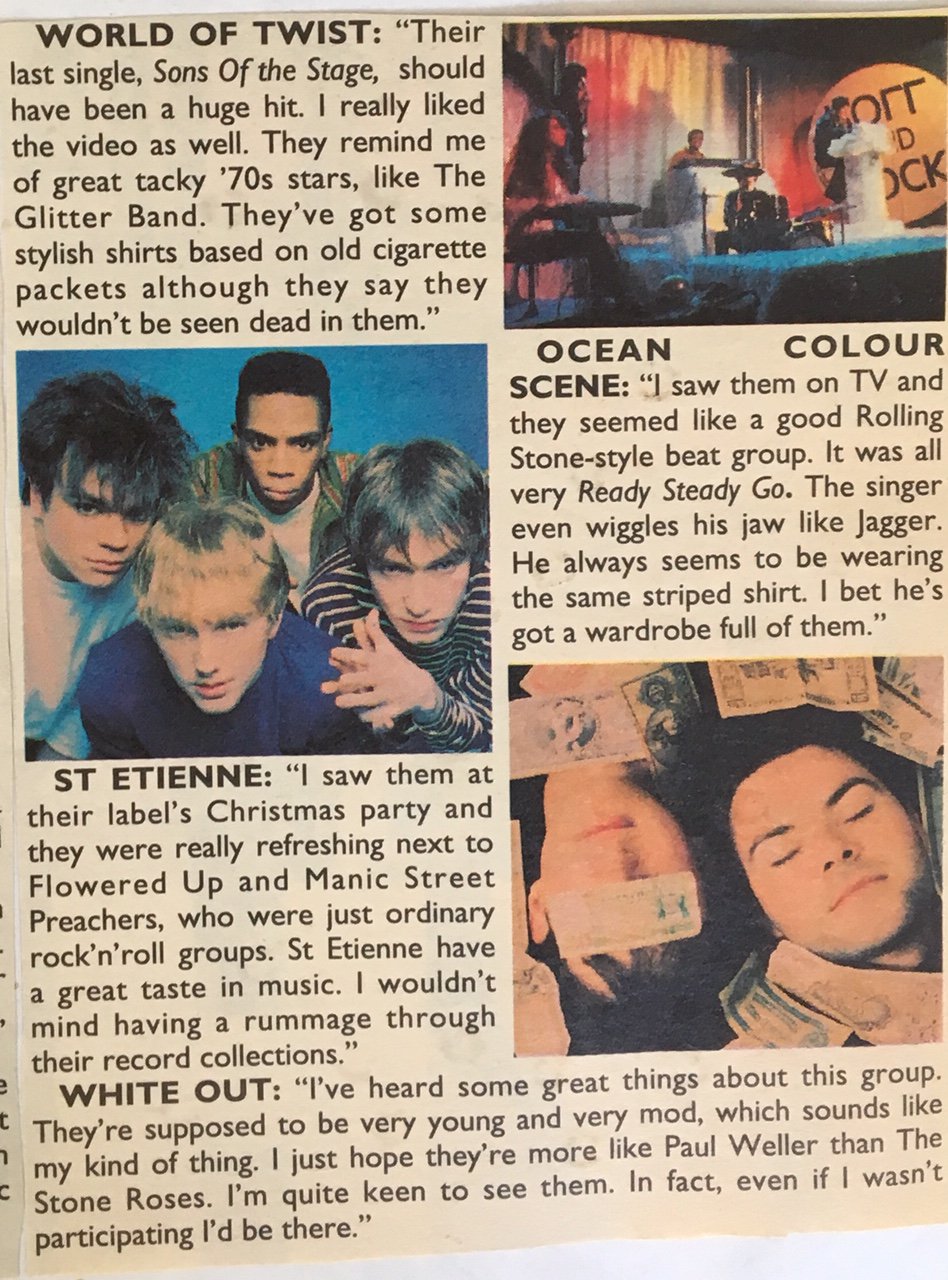 WORLD OF TWIST: “Their
last single, Sons Of the Stage, should
have been a huge hit. I really liked
the video as well. They remind me
of great tacky ’70s stars, like The
Glitter Band. They’ve got some
stylish shirts based on old cigarette
packets although they say they
wouldn’t be seen dead in them.”
OCEAN COLOUR
SCENE: “I saw them on TV and
they seemed like a good Rolling
Stone-style beat group. It was all
very Ready Steady Go. The singer
even wiggles his jaw like Jagger.
He always seems to be wearing
the same striped shirt. I bet he’s
got a wardrobe full of them.”
ST ETIENNE: “I saw them at
their label’s Christmas party and
they were really refreshing next to
Flowered Up and Manic Street
Preachers, who were just ordinary
rock’n’roll groups. St Etienne have
a great taste in music. I wouldn’t
mind having a rummage through
their record collections.”
WHITE OUT: “I’ve heard some great things about this group.
They’re supposed to be very young and very mod, which sounds like
my kind of thing. I just hope they’re more like Paul Weller than The
Stone Roses. I’m quite keen to see them. In fact, even if I wasn’t
participating I’d be there.”